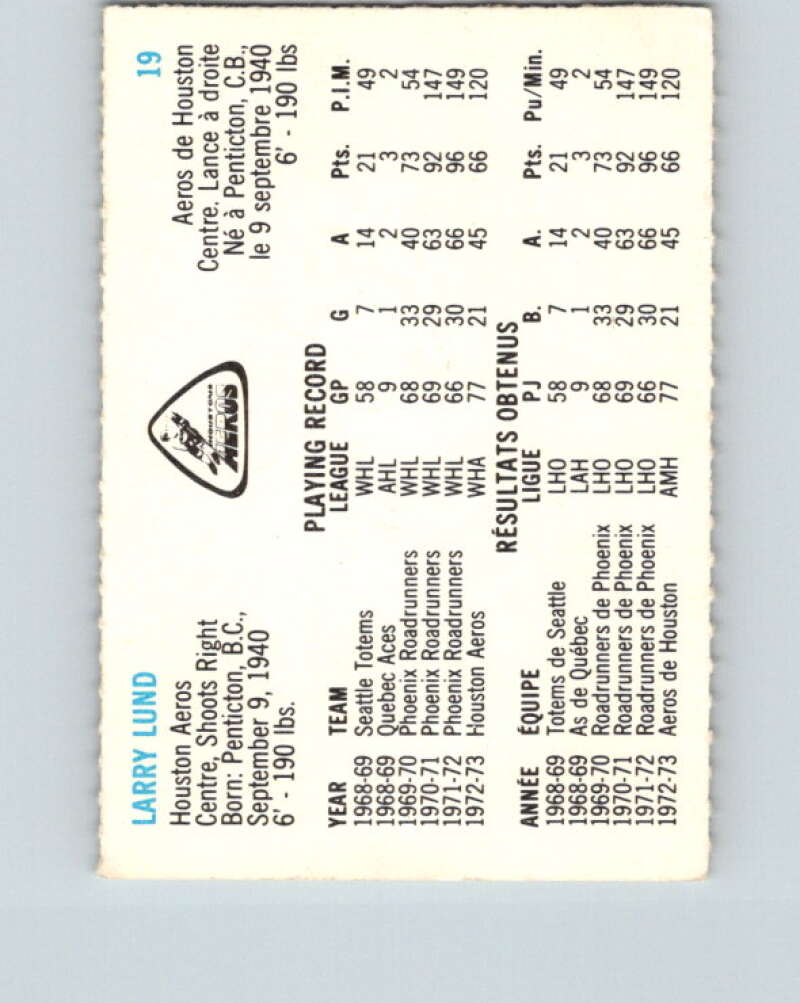 LARRY LUND 19
Houston Aeros
Centre, Shoots Right
Born: Penticton, B.C.,
September 9, 1940
6' - 190 lbs.
HOUSTON
AEROS
Aeros de Houston
Centre. Lance à droite
Né à Penticton, C.B.,
le 9 septembre 1940
6' - 190 lbs
PLAYING RECORD
YEAR TEAM LEAGUE GP G A Pts. P.I.M.
1968-69 Seattle Totems WHL 58 7 14 21 49
1968-69 Quebec Aces AHL 9 1 2 3 2
1969-70 Phoenix Roadrunners WHL 68 33 40 73 54
1970-71 Phoenix Roadrunners WHL 69 29 63 92 147
1971-72 Phoenix Roadrunners WHL 66 30 66 96 149
1972-73 Houston Aeros WHA 77 21 45 66 120
RÉSULTATS OBTENUS
ANNÉE ÉQUIPE LIGUE PJ B. A. Pts. Pu/Min.
1968-69 Totems de Seattle LHO 58 7 14 21 49
1968-69 As de Québec LAH 9 1 2 3 2
1969-70 Roadrunners de Phoenix LHO 68 33 40 73 54
1970-71 Roadrunners de Phoenix LHO 69 29 63 92 147
1971-72 Roadrunners de Phoenix LHO 66 30 66 96 149
1972-73 Aeros de Houston AMH 77 21 45 66 120